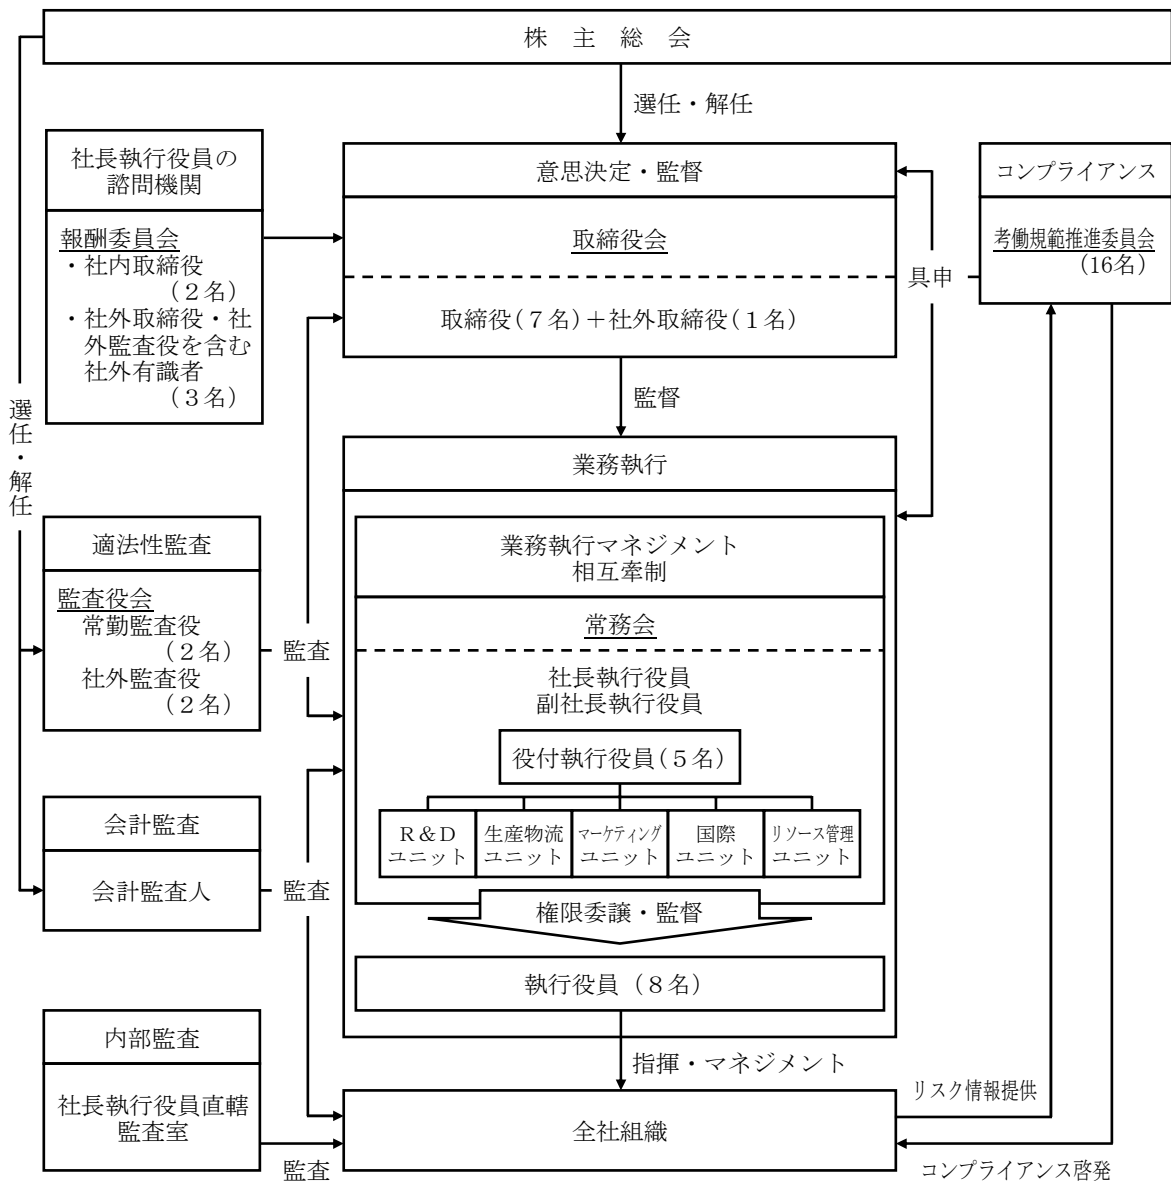 株主総会
選任・解任
社長執行役員の
諮問機関
報酬委員会
・社内取締役
(2名)
・社外取締役・社
外監査役を含む
社外有識者
(3名)
意思決定・監督
取締役会
取締役(7名)+社外取締役(1名)
コンプライアンス
考働規範推進委員会
(16名)
具申
監督
選任・解任
業務執行
業務執行マネジメント
相互牽制
常務会
社長執行役員
副社長執行役員
役付執行役員(5名)
R&D
ユニット
生産物流
ユニット
マーケティング
ユニット
国際
ユニット
リソース管理
ユニット
権限委譲・監督
執行役員(8名)
適法性監査
監査役会
常勤監査役
(2名)
社外監査役
(2名)
監査
会計監査
会計監査人
監査
内部監査
社長執行役員直轄
監査室
監査
指揮・マネジメント
全社組織
リスク情報提供
コンプライアンス啓発